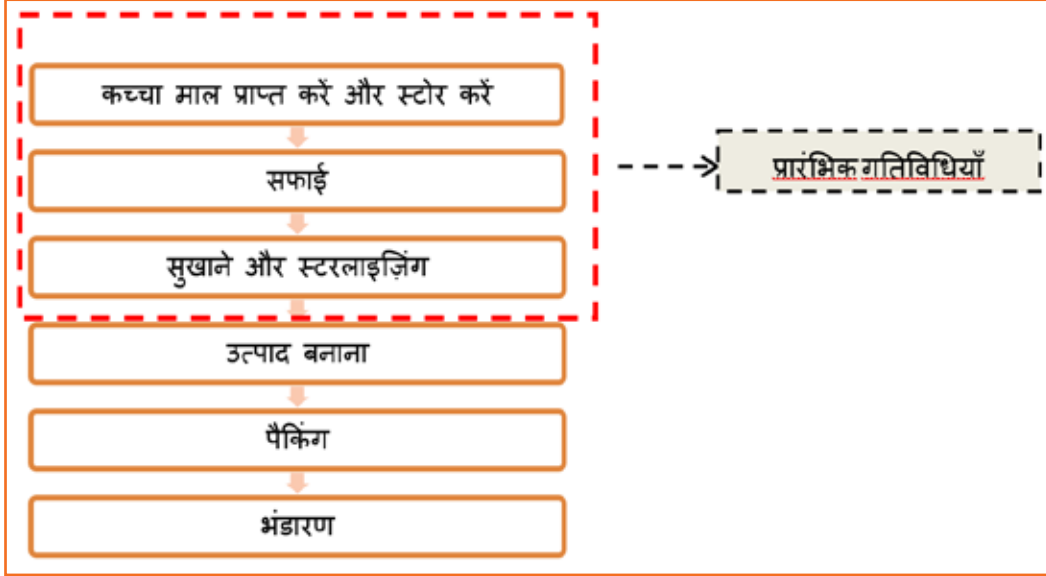 कच्चा माल प्राप्त करें और स्टोर करें
सफाई
प्रारंभिक गतिविधियाँ
सुखाने और स्टरलाइज़िंग
उत्पाद बनाना
पैकिंग
भंडारण